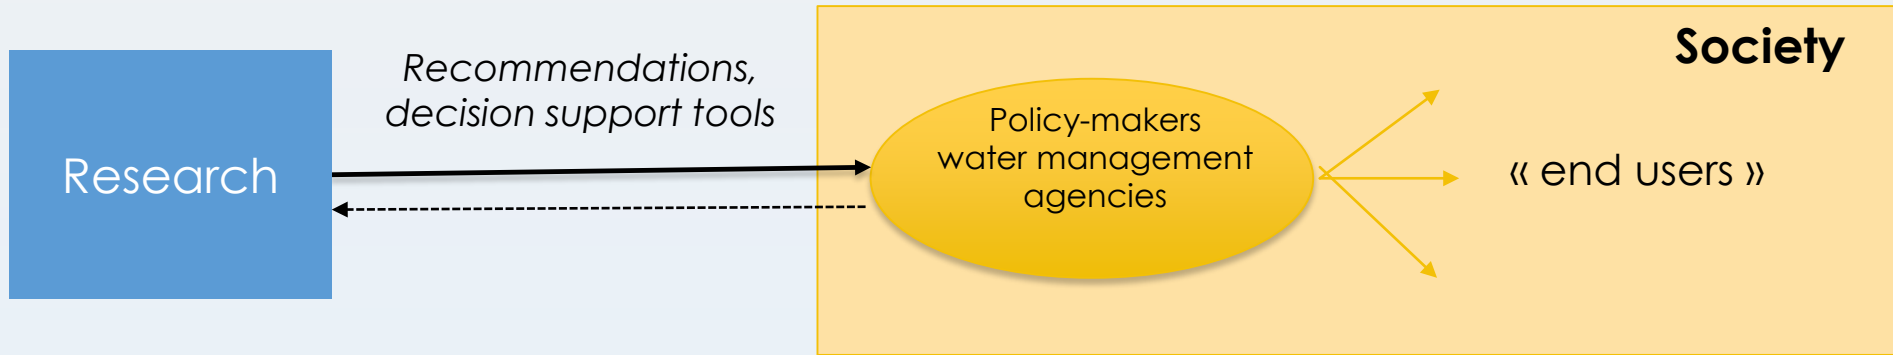 Society
Recommendations,
decision support tools
Research
Policy-makers
water management
agencies
« end users »